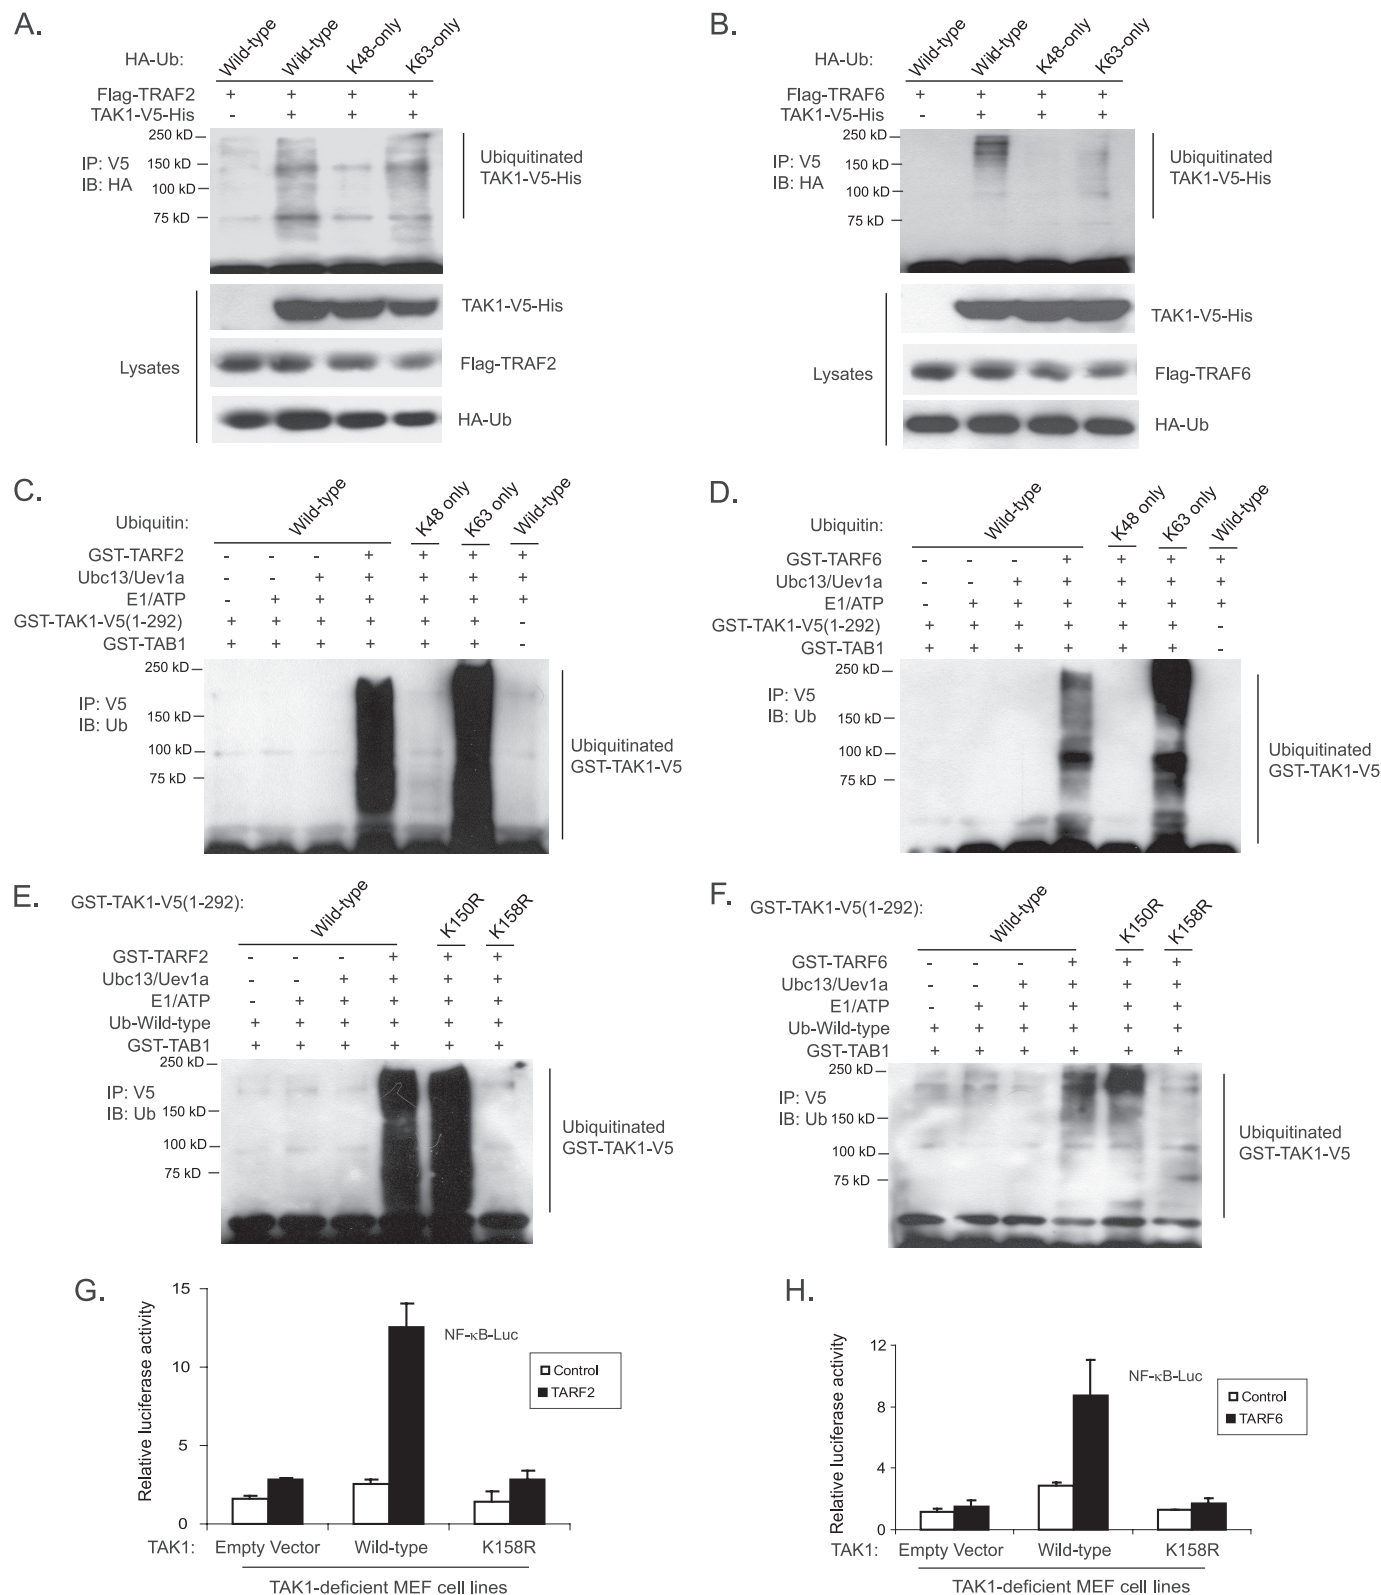 A.
HA-Ub: Wild-type Wild-type K48-only K63-only
Flag-TRAF2 + + + +
TAK1-V5-His - + + +
250 kD
IP: V5 150 kD
IB: HA
100 kD
75 kD
Ubiquitinated
TAK1-V5-His
TAK1-V5-His
Lysates Flag-TRAF2
HA-Ub
B.
HA-Ub: Wild-type Wild-type K48-only K63-only
Flag-TRAF6 + + + +
TAK1-V5-His - + + +
250 kD
IP: V5 150 kD
IB: HA
100 kD
75 kD
Ubiquitinated
TAK1-V5-His
TAK1-V5-His
Lysates Flag-TRAF6
HA-Ub
C.
Ubiquitin: Wild-type K48 only K63 only Wild-type
GST-TARF2 - - - + + + +
Ubc13/Uev1a - - + + + + +
E1/ATP - + + + + + +
GST-TAK1-V5(1-292) + + + + + + -
GST-TAB1 + + + + + + -
250 kD
IP: V5
IB: Ub 150 kD
100 kD
75 kD
Ubiquitinated
GST-TAK1-V5
D.
Ubiquitin: Wild-type K48 only K63 only Wild-type
GST-TARF6 - - - + + + +
Ubc13/Uev1a - - + + + + +
E1/ATP - + + + + + +
GST-TAK1-V5(1-292) + + + + + + -
GST-TAB1 + + + + + + -
250 kD
IP: V5
IB: Ub 150 kD
100 kD
75 kD
Ubiquitinated
GST-TAK1-V5
E.
GST-TAK1-V5(1-292): Wild-type K150R K158R
GST-TARF2 - - - + + +
Ubc13/Uev1a - - + + + +
E1/ATP - + + + + +
Ub-Wild-type + + + + + +
GST-TAB1 + + + + + +
250 kD
IP: V5
IB: Ub 150 kD
100 kD
75 kD
Ubiquitinated
GST-TAK1-V5
F.
GST-TAK1-V5(1-292): Wild-type K150R K158R
GST-TARF6 - - - + + +
Ubc13/Uev1a - - + + + +
E1/ATP - + + + + +
Ub-Wild-type + + + + + +
GST-TAB1 + + + + + +
250 kD
IP: V5
IB: Ub 150 kD
100 kD
75 kD
Ubiquitinated
GST-TAK1-V5
G.
Relative luciferase activity
15
10
5
0
NF-κB-Luc
Control
TARF2
TAK1: Empty Vector Wild-type K158R
TAK1-deficient MEF cell lines
H.
Relative luciferase activity
12
8
4
0
NF-κB-Luc
Control
TARF6
TAK1: Empty Vector Wild-type K158R
TAK1-deficient MEF cell lines